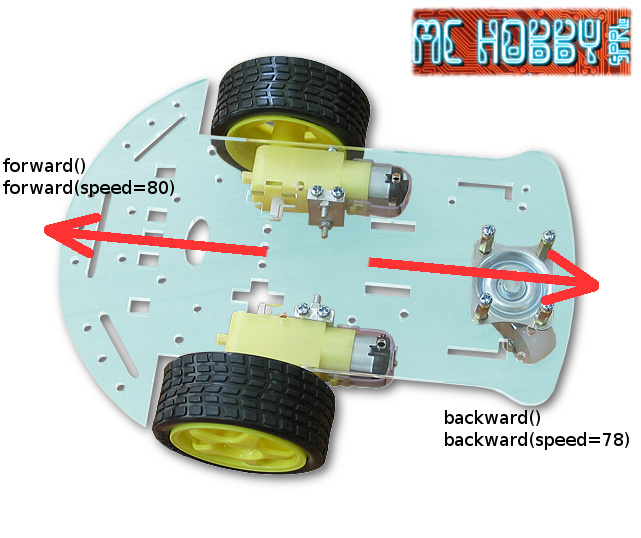 MC HOBBY SPRL
forward()
forward(speed=80)
backward()
backward(speed=78)